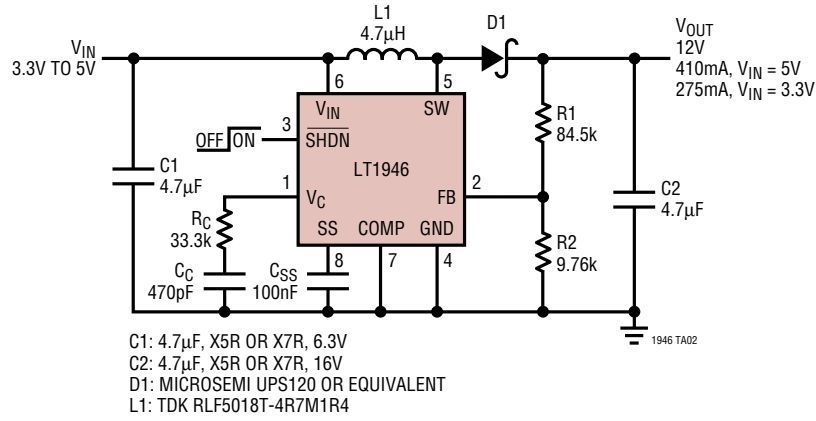 L1
4.7µH
D1
VIN
3.3V TO 5V
VOUT
12V
410mA, VIN = 5V
275mA, VIN = 3.3V
6
5
VIN
SW
3
OFF ON
SHDN
R1
84.5k
LT1946
C1
4.7µF
1
VC
FB
2
C2
4.7µF
RC
33.3k
SS
COMP
GND
R2
9.76k
8
7
4
CC
470pF
CSS
100nF
1946 TA02
C1: 4.7µF, X5R OR X7R, 6.3V
C2: 4.7µF, X5R OR X7R, 16V
D1: MICROSEMI UPS120 OR EQUIVALENT
L1: TDK RLF5018T-4R7M1R4